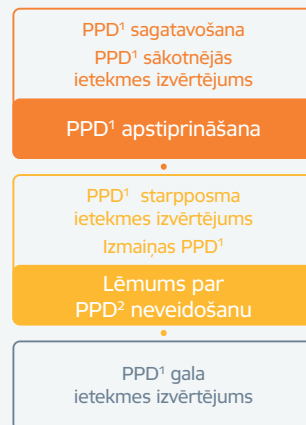 PPD¹ sagatavošana
PPD¹ sākotnējās
ietekmes izvērtējums
PPD¹ apstiprināšana
PPD¹ starpposma
ietekmes izvērtējums
Izmaiņas PPD¹
Lēmums par
PPD² neveidošanu
PPD¹ gala
ietekmes izvērtējums